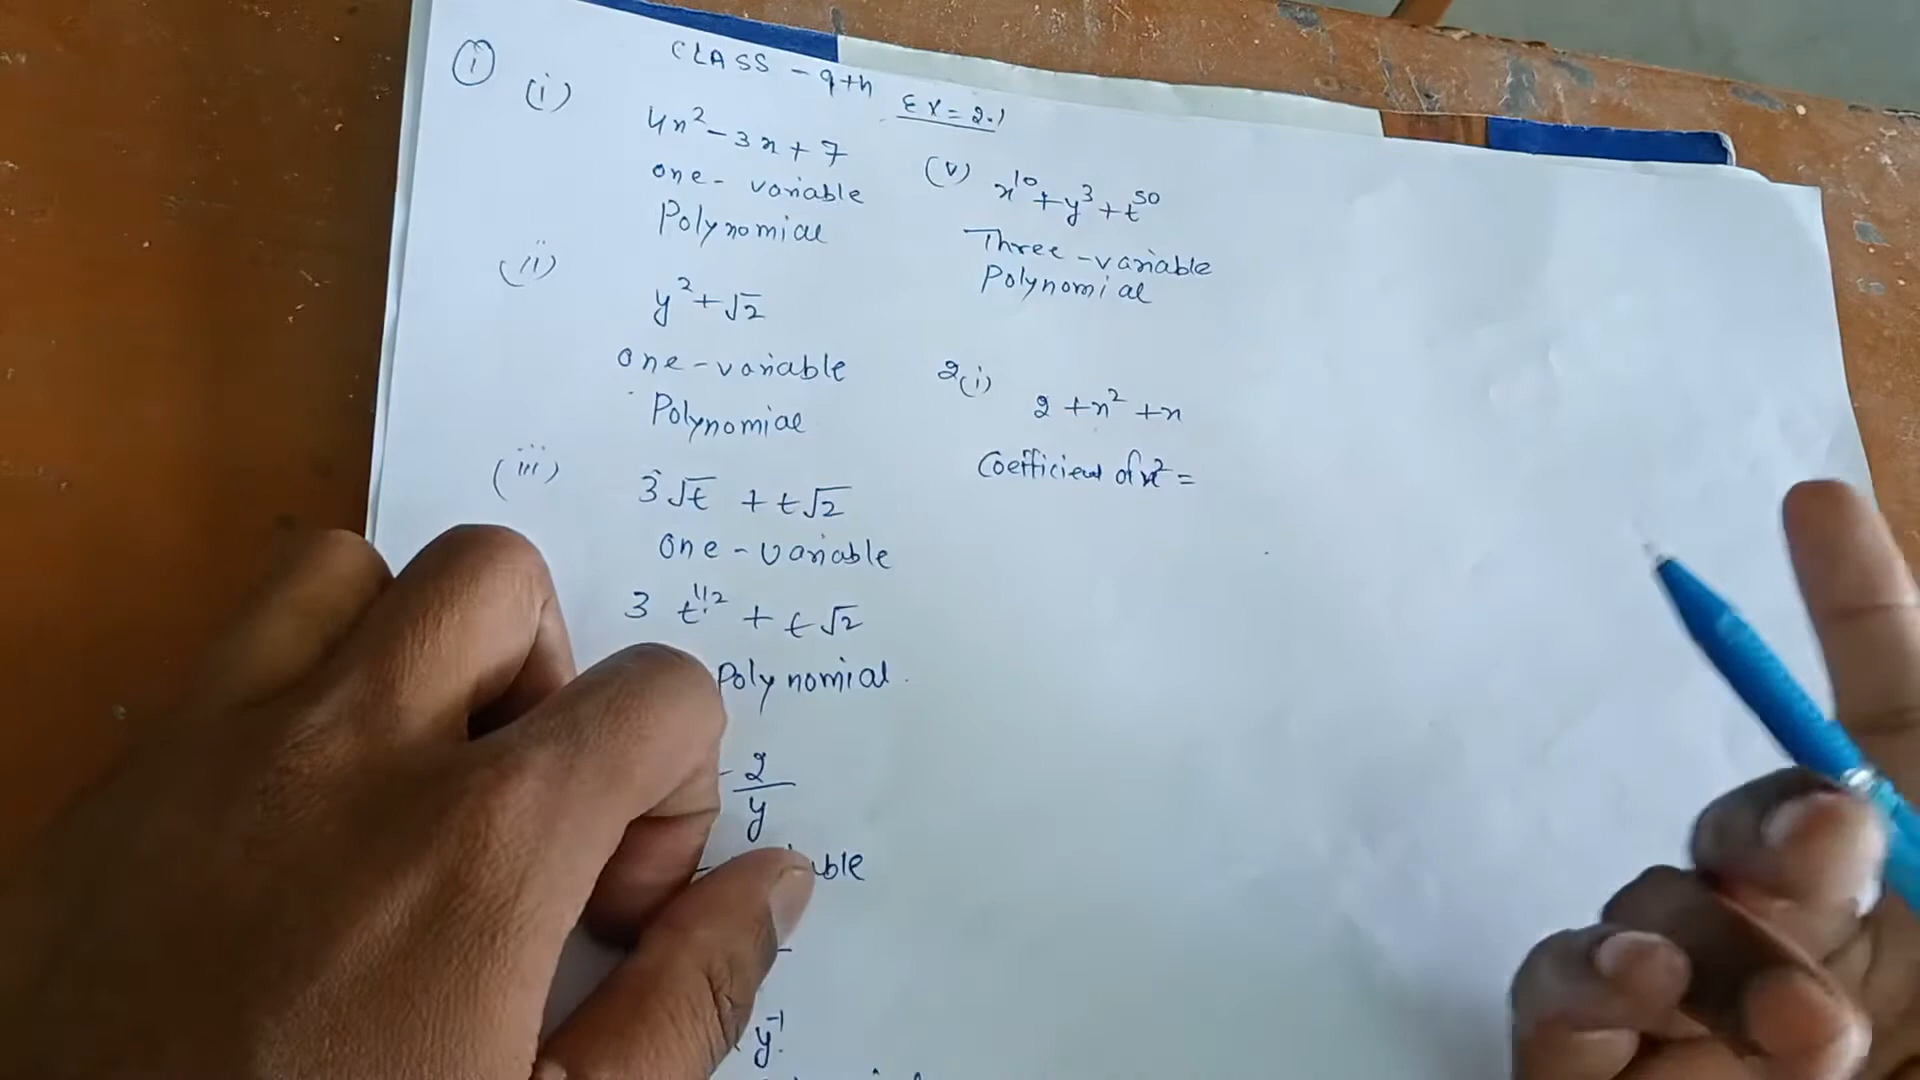 CLASS - 9th
Ex = 2.1
①
(i)
4x² - 3x + 7
one - variable
Polynomial
(ii)
y² + √2
one - variable
Polynomial
(iii)
3√t + t√2
one - variable
3 t^1/2 + t√2
Polynomial.
2/y
y⁻¹
(v) x¹⁰ + y³ + t⁵⁰
Three - variable
Polynomial
2(i)
2 + x² + x
Coefficient of x² =